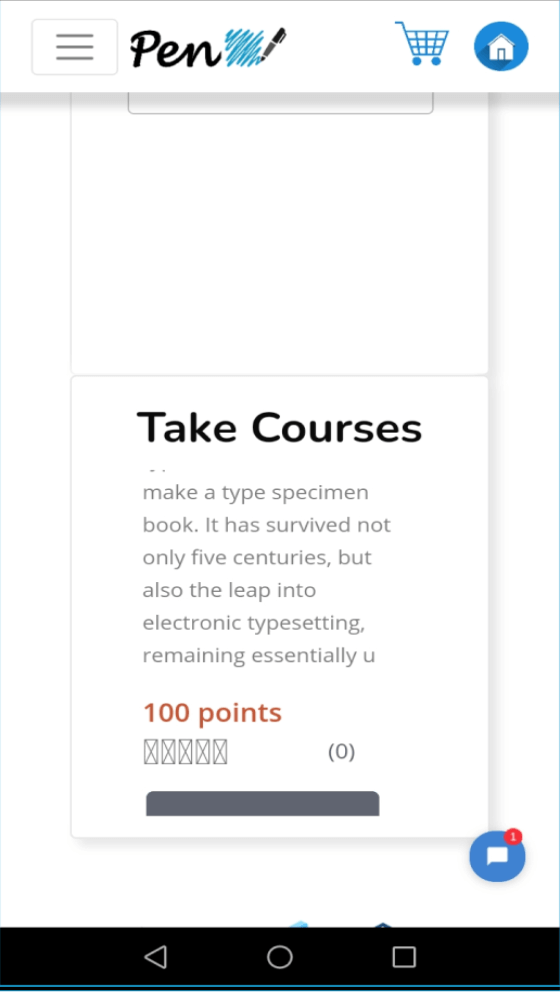 Pen
Take Courses
make a type specimen
book. It has survived not
only five centuries, but
also the leap into
electronic typesetting,
remaining essentially u
100 points
(0)
1